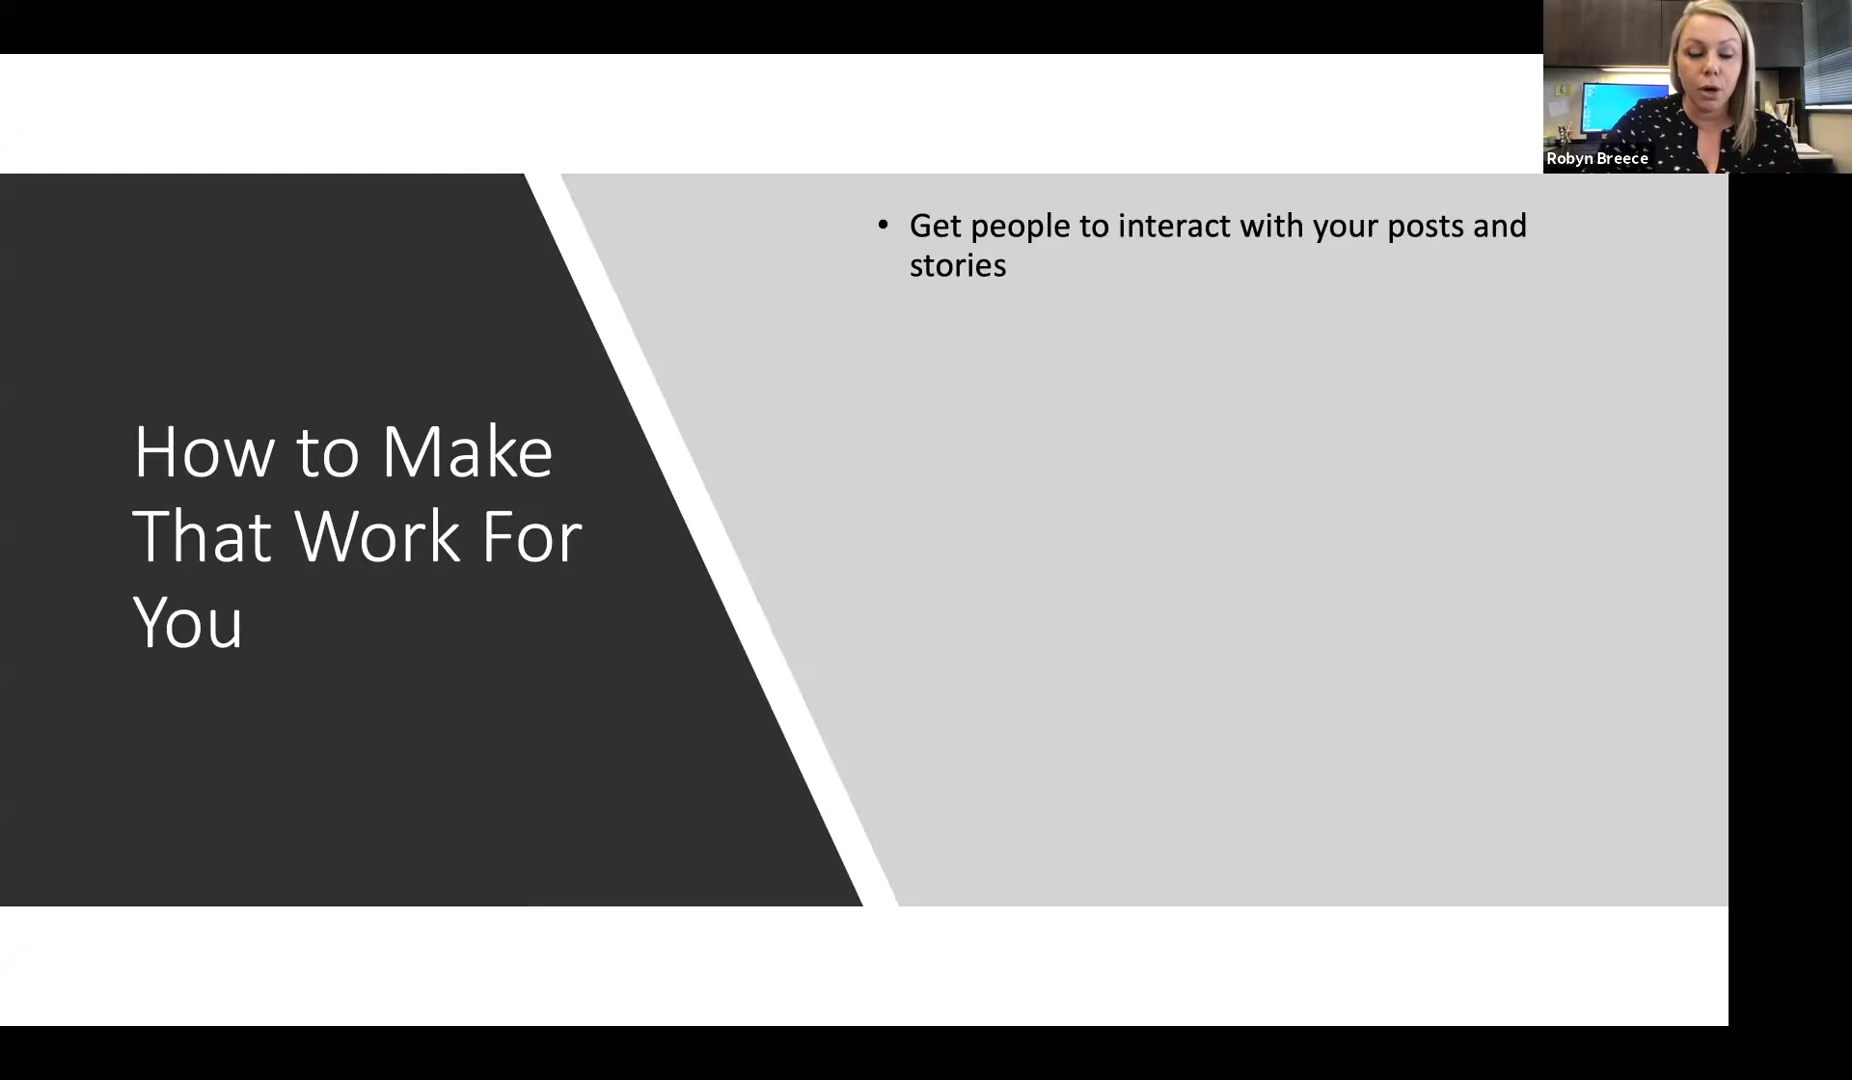 Robyn Breece
• Get people to interact with your posts and
stories
How to Make
That Work For
You